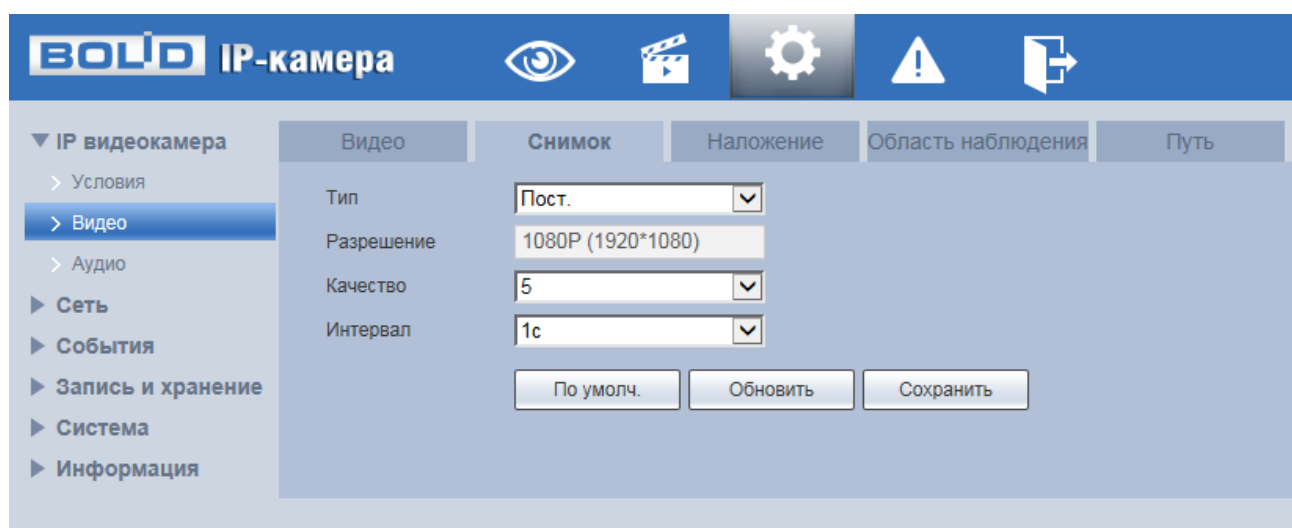 BOLID IP-камера
IP видеокамера
Условия
Видео
Аудио
Сеть
События
Запись и хранение
Система
Информация
Видео Снимок Наложение Область наблюдения Путь
Тип Пост.
Разрешение 1080P (1920*1080)
Качество 5
Интервал 1с
По умолч. Обновить Сохранить